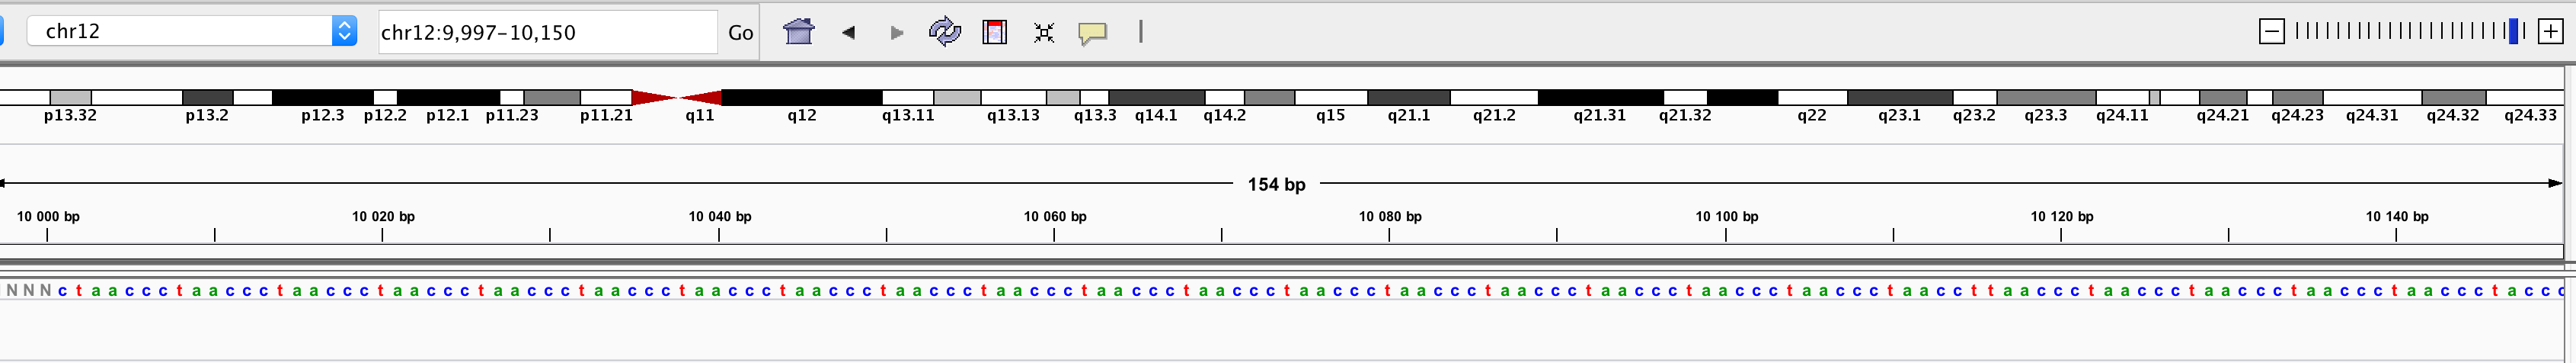 chr12
chr12:9,997-10,150
Go
p13.32 p13.2 p12.3 p12.2 p12.1 p11.23 p11.21 q11 q12 q13.11 q13.13 q13.3 q14.1 q14.2 q15 q21.1 q21.2 q21.31 q21.32 q22 q23.1 q23.2 q23.3 q24.11 q24.21 q24.23 q24.31 q24.32 q24.33
154 bp
10 000 bp 10 020 bp 10 040 bp 10 060 bp 10 080 bp 10 100 bp 10 120 bp 10 140 bp
N N N c t a a c c c t a a c c c t a a c c c t a a c c c t a a c c c t a a c c c t a a c c c t a a c c c t a a c c c t a a c c c t a a c c c t a a c c c t a a c c c t a a c c c t a a c c c t a a c c c t a a c c c t a a c c c t a a c c t t a a c c c t a a c c c t a a c c c t a a c c c t a a c c c t a c c c